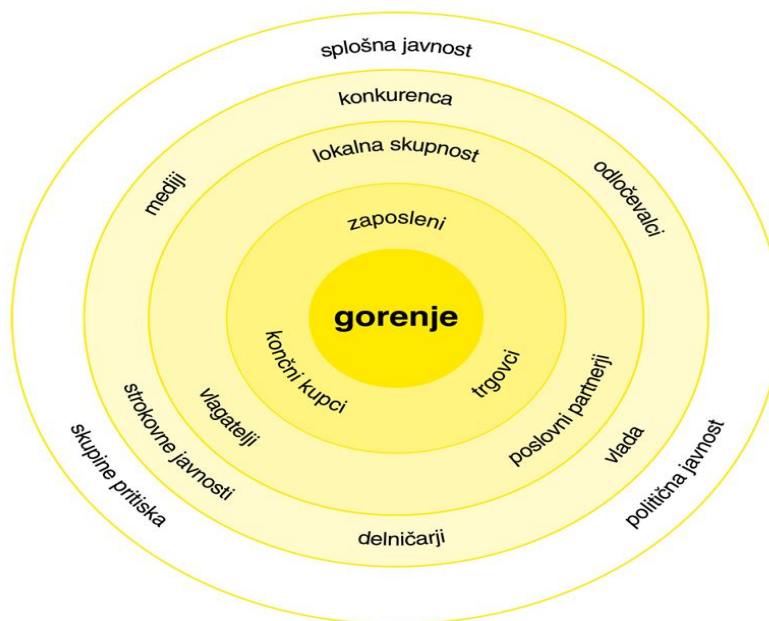 splošna javnost
konkurenca
lokalna skupnost
mediji
odločevalci
zaposleni
gorenje
končni kupci
trgovci
vlagatelji
poslovni partnerji
strokovne javnosti
vlada
skupine pritiska
politična javnost
delničarji